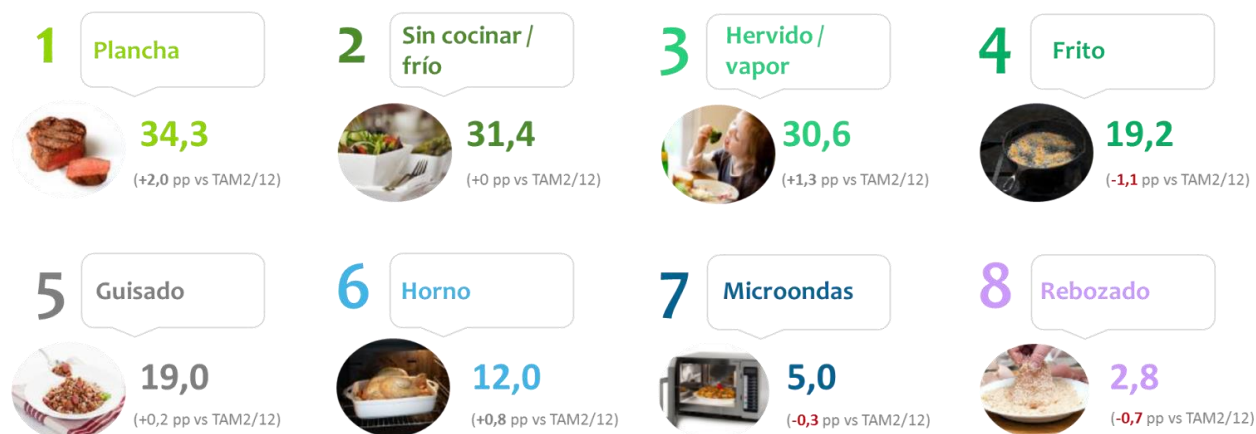 1 Plancha
34,3
(+2,0 pp vs TAM2/12)
2 Sin cocinar /
frío
31,4
(+0 pp vs TAM2/12)
3 Hervido /
vapor
30,6
(+1,3 pp vs TAM2/12)
4 Frito
19,2
(-1,1 pp vs TAM2/12)
5 Guisado
19,0
(+0,2 pp vs TAM2/12)
6 Horno
12,0
(+0,8 pp vs TAM2/12)
7 Microondas
5,0
(-0,3 pp vs TAM2/12)
8 Rebozado
2,8
(-0,7 pp vs TAM2/12)